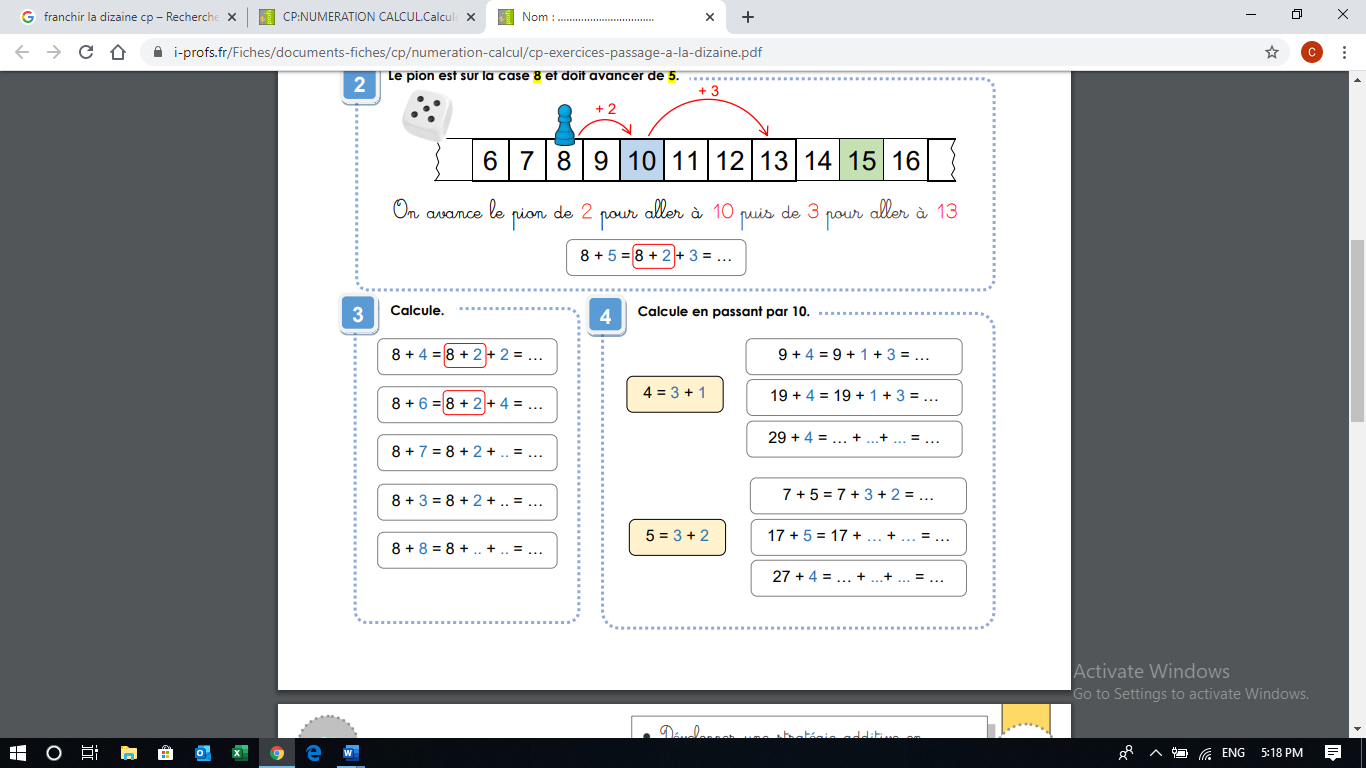 franchir la dizaine cp – Recherche
CP:NUMERATION CALCUL.Calcul
Nom : ................................
i-profs.fr/Fiches/documents-fiches/cp/numeration-calcul/cp-exercices-passage-a-la-dizaine.pdf
C
2
Le pion est sur la case 8 et doit avancer de 5.
+ 2
+ 3
6 7 8 9 10 11 12 13 14 15 16
On avance le pion de 2 pour aller à 10 puis de 3 pour aller à 13
8 + 5 = 8 + 2 + 3 = …
3
Calcule.
8 + 4 = 8 + 2 + 2 = …
8 + 6 = 8 + 2 + 4 = …
8 + 7 = 8 + 2 + .. = …
8 + 3 = 8 + 2 + .. = …
8 + 8 = 8 + .. + .. = …
4
Calcule en passant par 10.
4 = 3 + 1
9 + 4 = 9 + 1 + 3 = …
19 + 4 = 19 + 1 + 3 = …
29 + 4 = … + ...+ ... = …
5 = 3 + 2
7 + 5 = 7 + 3 + 2 = …
17 + 5 = 17 + … + … = …
27 + 4 = … + ...+ ... = …
Activate Windows
Go to Settings to activate Windows.
• Développer une stratégie additive en
ENG
5:18 PM